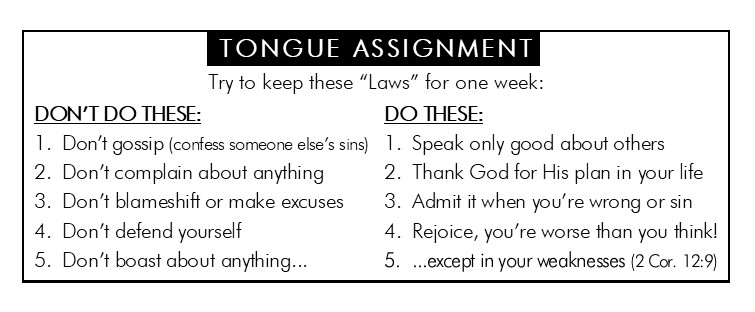 TONGUE ASSIGNMENT
Try to keep these “Laws” for one week:
DON’T DO THESE:
1. Don’t gossip (confess someone else’s sins)
2. Don’t complain about anything
3. Don’t blameshift or make excuses
4. Don’t defend yourself
5. Don’t boast about anything...
DO THESE:
1. Speak only good about others
2. Thank God for His plan in your life
3. Admit it when you’re wrong or sin
4. Rejoice, you’re worse than you think!
5. ...except in your weaknesses (2 Cor. 12:9)